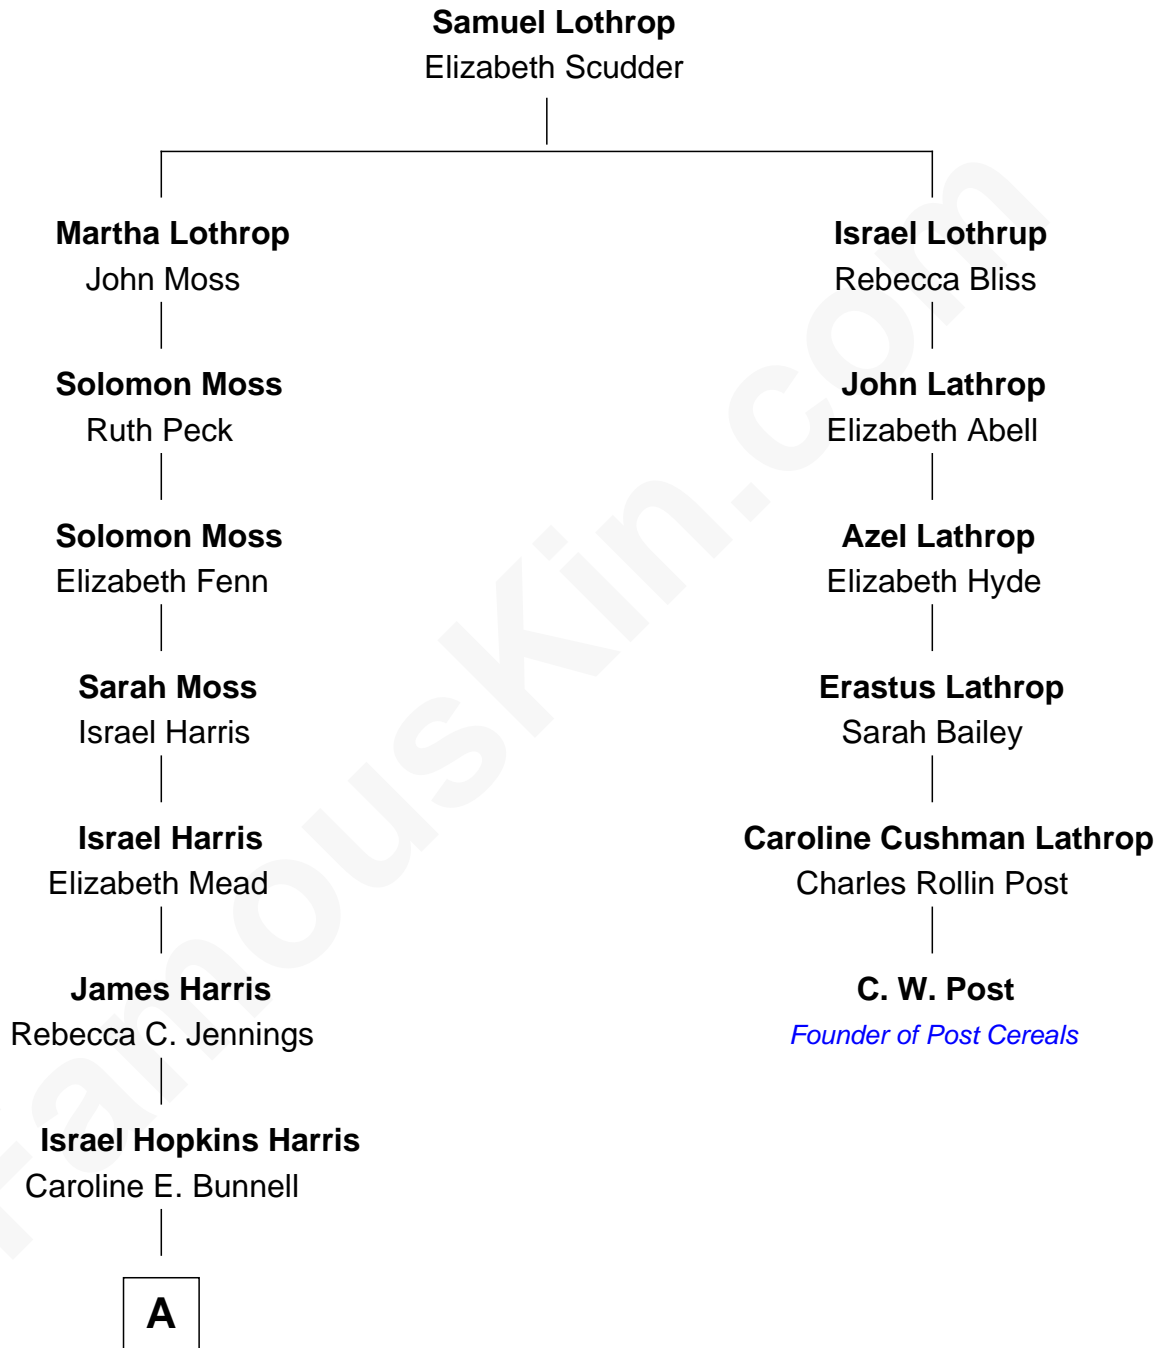 Samuel Lothrop
Elizabeth Scudder
Martha Lothrop
John Moss
Solomon Moss
Ruth Peck
Solomon Moss
Elizabeth Fenn
Sarah Moss
Israel Harris
Israel Harris
Elizabeth Mead
James Harris
Rebecca C. Jennings
Israel Hopkins Harris
Caroline E. Bunnell
A
Israel Lothrup
Rebecca Bliss
John Lathrop
Elizabeth Abell
Azel Lathrop
Elizabeth Hyde
Erastus Lathrop
Sarah Bailey
Caroline Cushman Lathrop
Charles Rollin Post
C. W. Post
Founder of Post Cereals
FamousKin.com